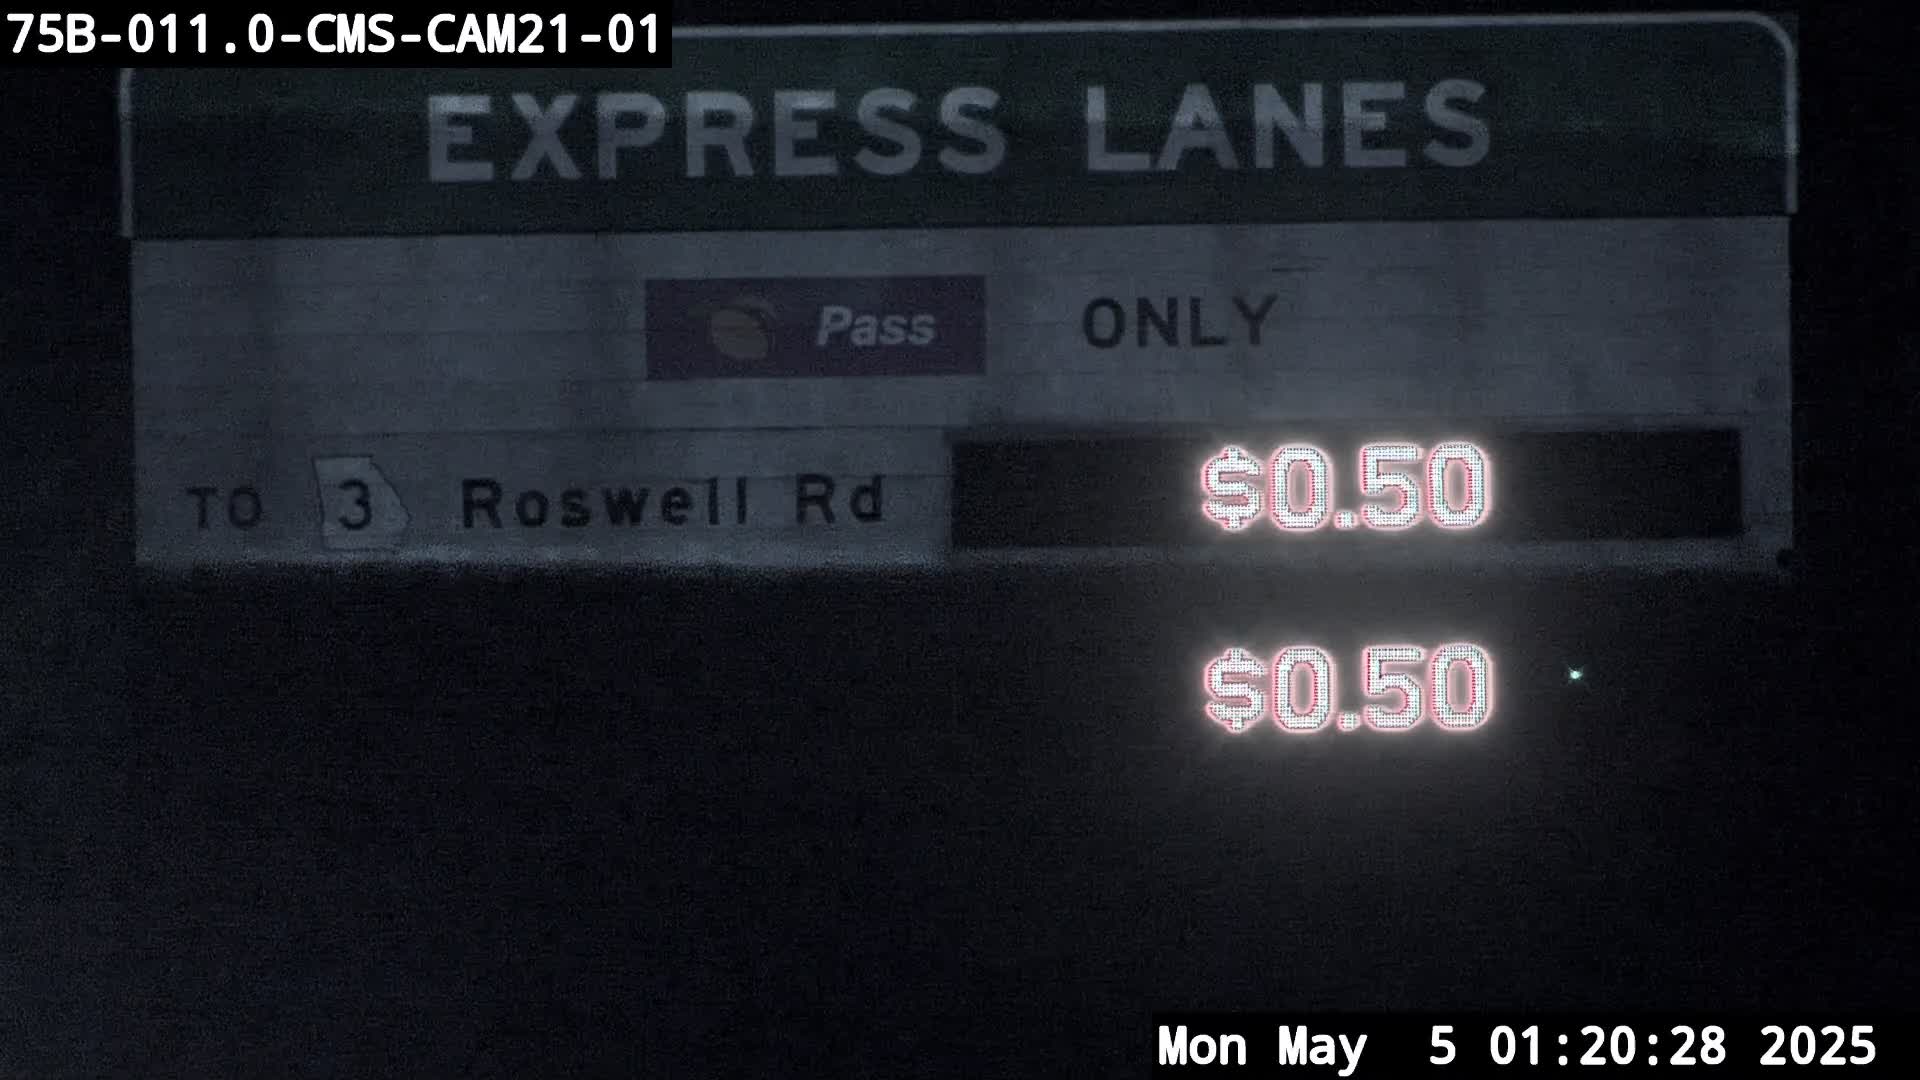 75B-011.0-CMS-CAM21-01
EXPRESS LANES
Pass ONLY
TO 3 Roswell Rd $0.50
$0.50
Mon May 5 01:20:28 2025